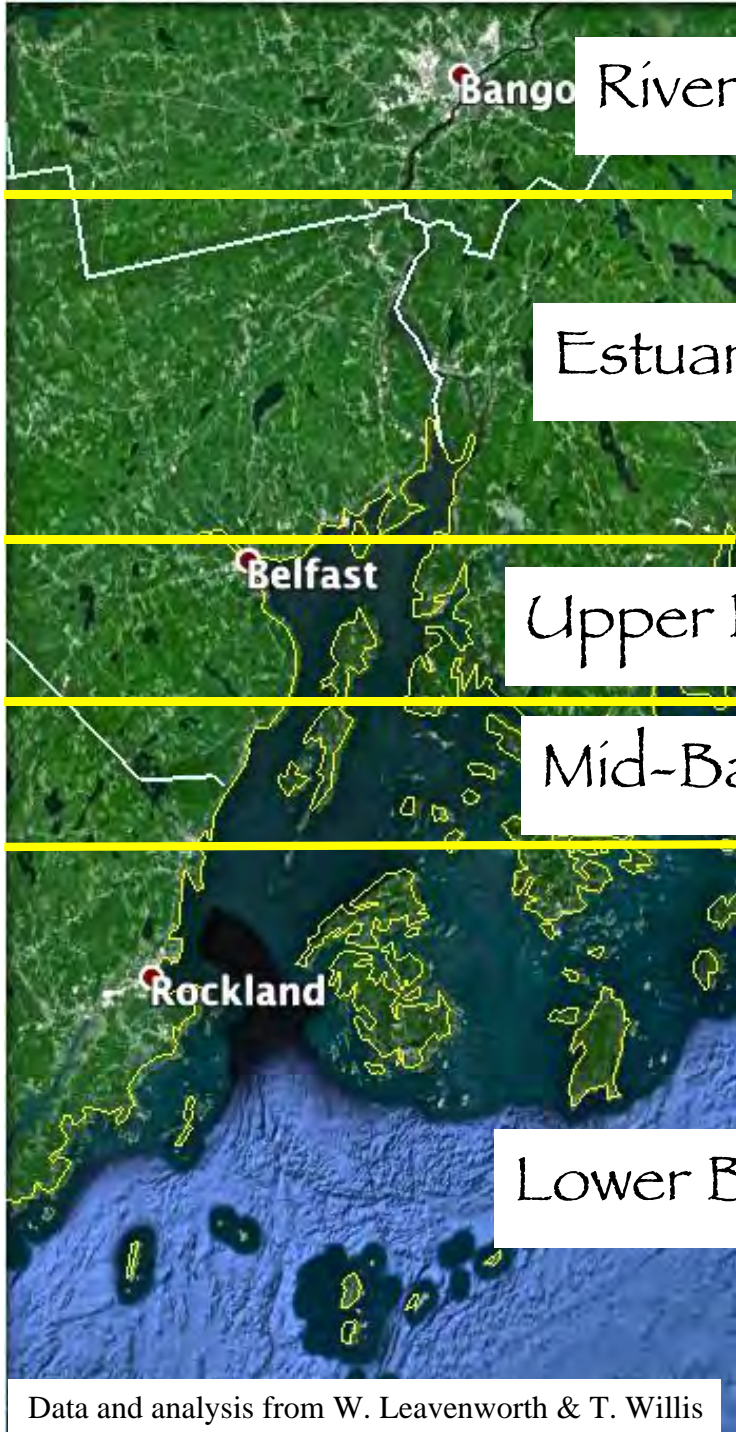 Bango
River
Estuar
Belfast
Upper
Mid-Ba
Rockland
Lower B
Data and analysis from W. Leavenworth & T. Willis